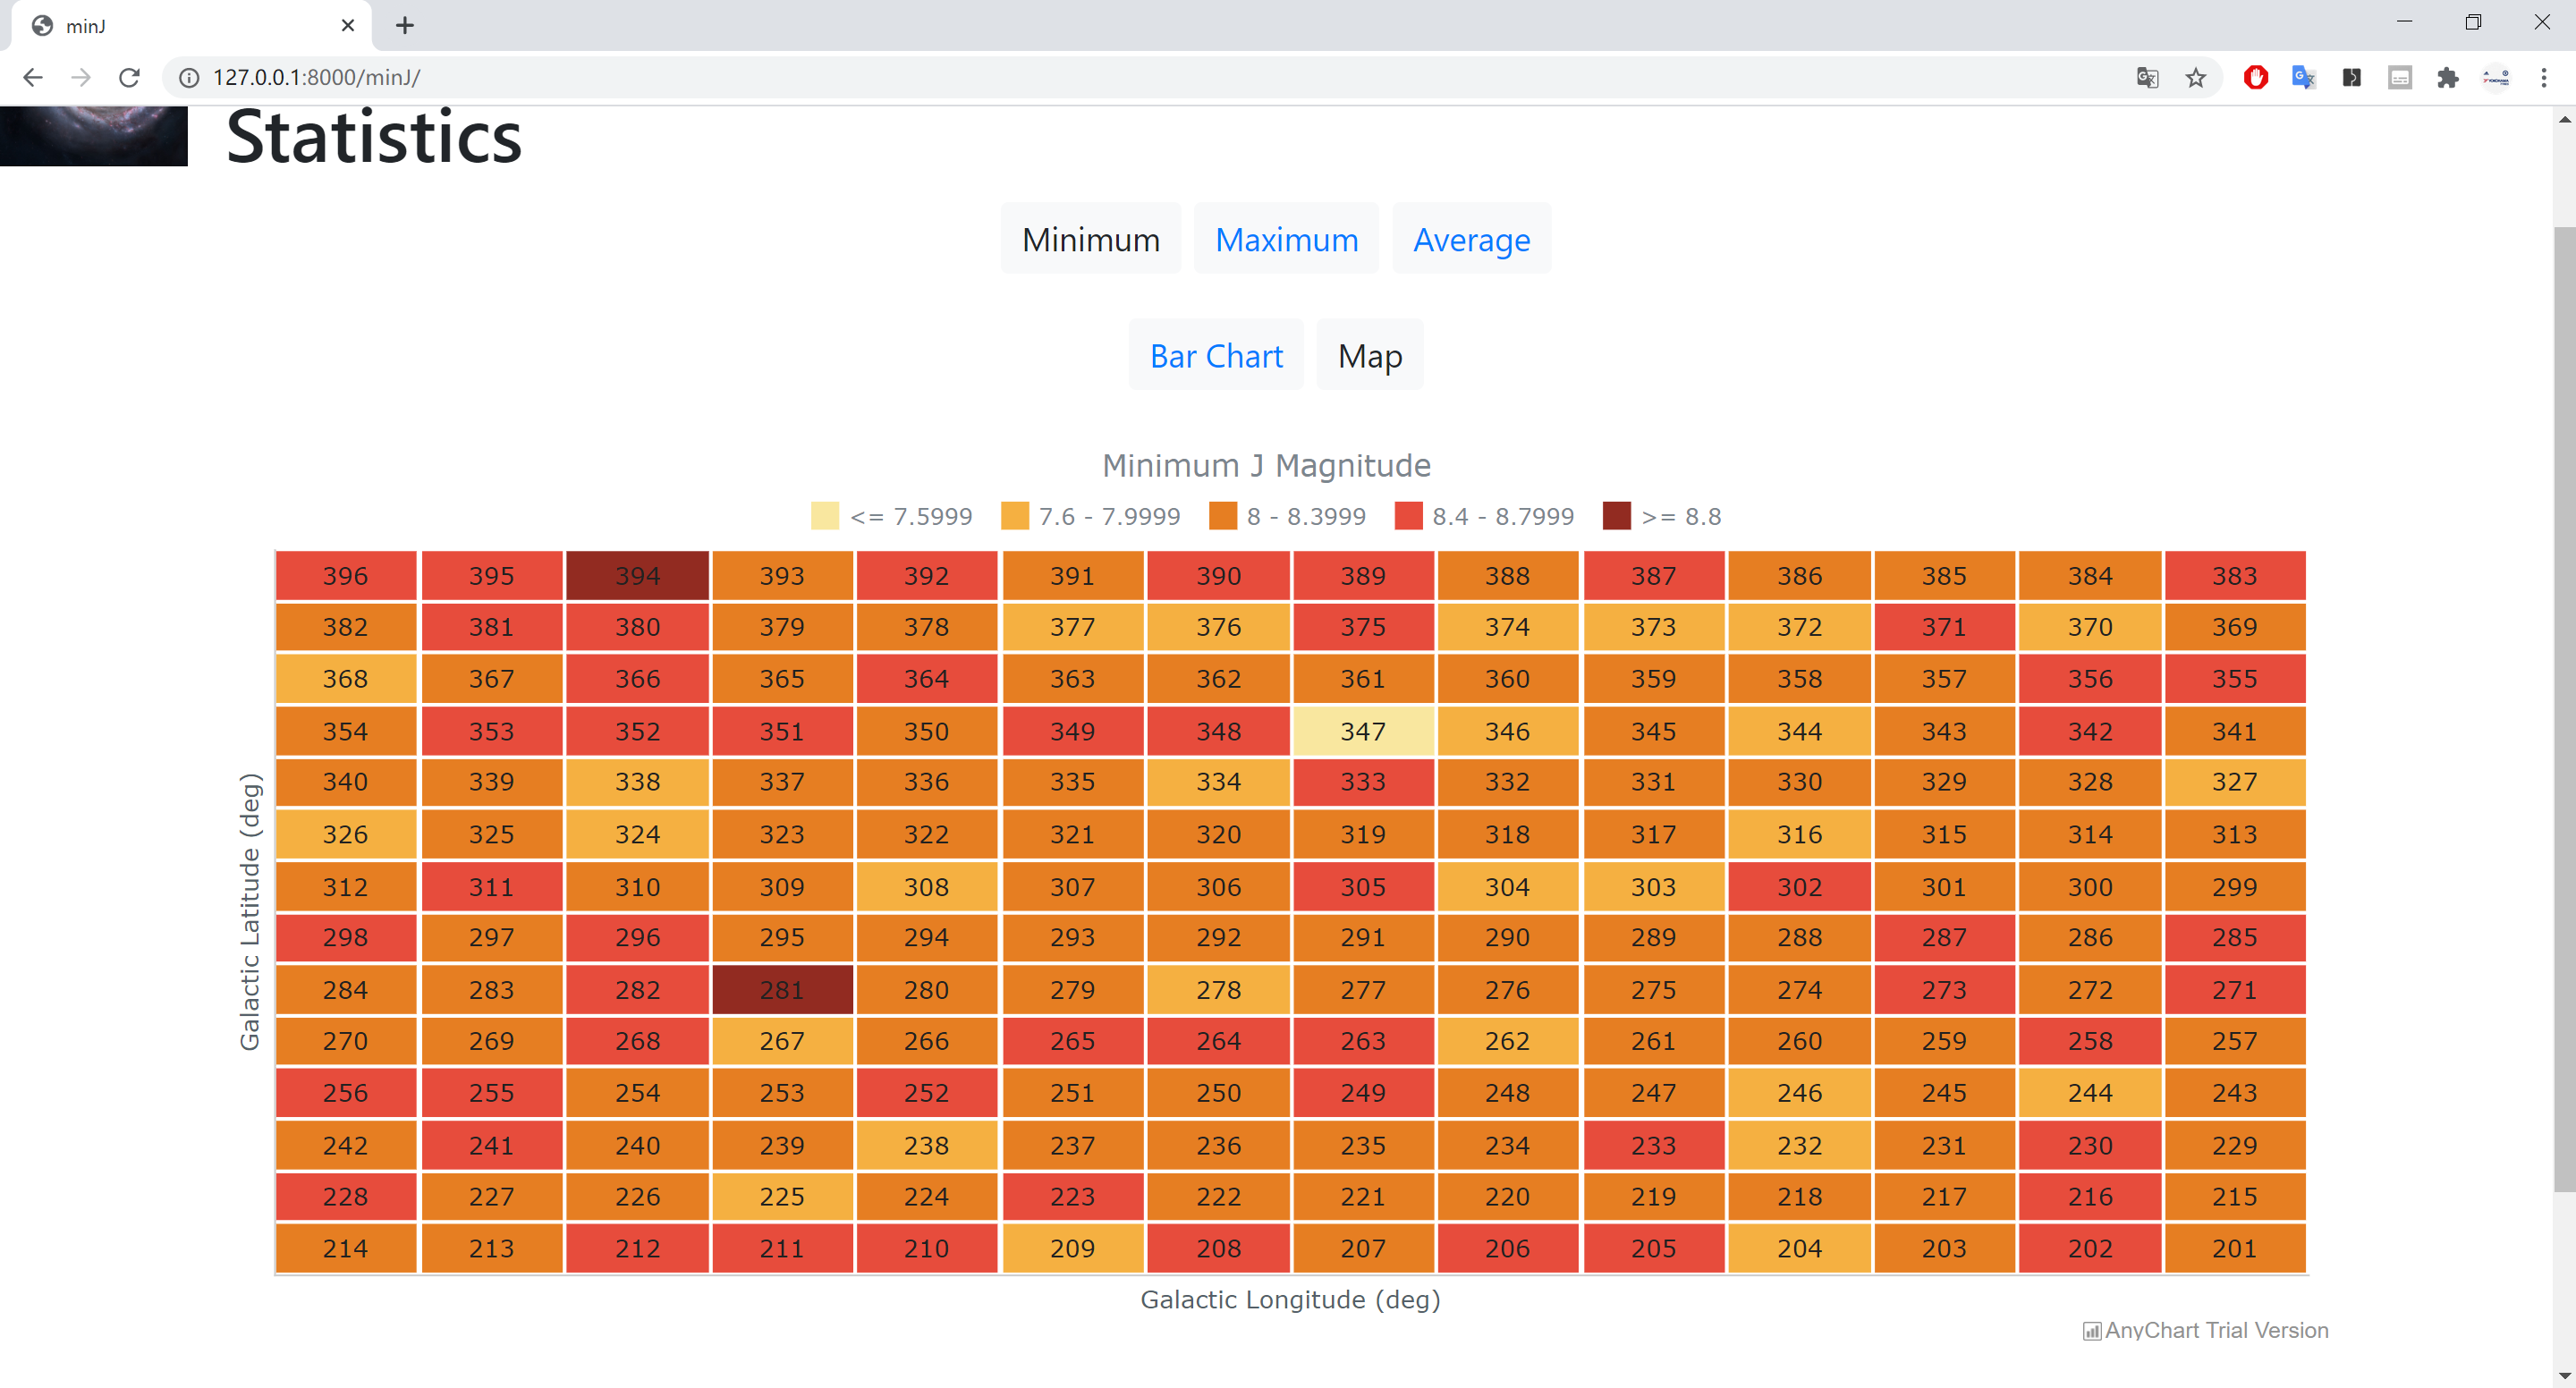 minJ
127.0.0.1:8000/minJ/
Statistics
Minimum Maximum Average
Bar Chart Map
Minimum J Magnitude
<= 7.5999 7.6 - 7.9999 8 - 8.3999 8.4 - 8.7999 >= 8.8
396 395 394 393 392 391 390 389 388 387 386 385 384 383
382 381 380 379 378 377 376 375 374 373 372 371 370 369
368 367 366 365 364 363 362 361 360 359 358 357 356 355
354 353 352 351 350 349 348 347 346 345 344 343 342 341
340 339 338 337 336 335 334 333 332 331 330 329 328 327
326 325 324 323 322 321 320 319 318 317 316 315 314 313
312 311 310 309 308 307 306 305 304 303 302 301 300 299
298 297 296 295 294 293 292 291 290 289 288 287 286 285
284 283 282 281 280 279 278 277 276 275 274 273 272 271
270 269 268 267 266 265 264 263 262 261 260 259 258 257
256 255 254 253 252 251 250 249 248 247 246 245 244 243
242 241 240 239 238 237 236 235 234 233 232 231 230 229
228 227 226 225 224 223 222 221 220 219 218 217 216 215
214 213 212 211 210 209 208 207 206 205 204 203 202 201
Galactic Latitude (deg)
Galactic Longitude (deg)
AnyChart Trial Version